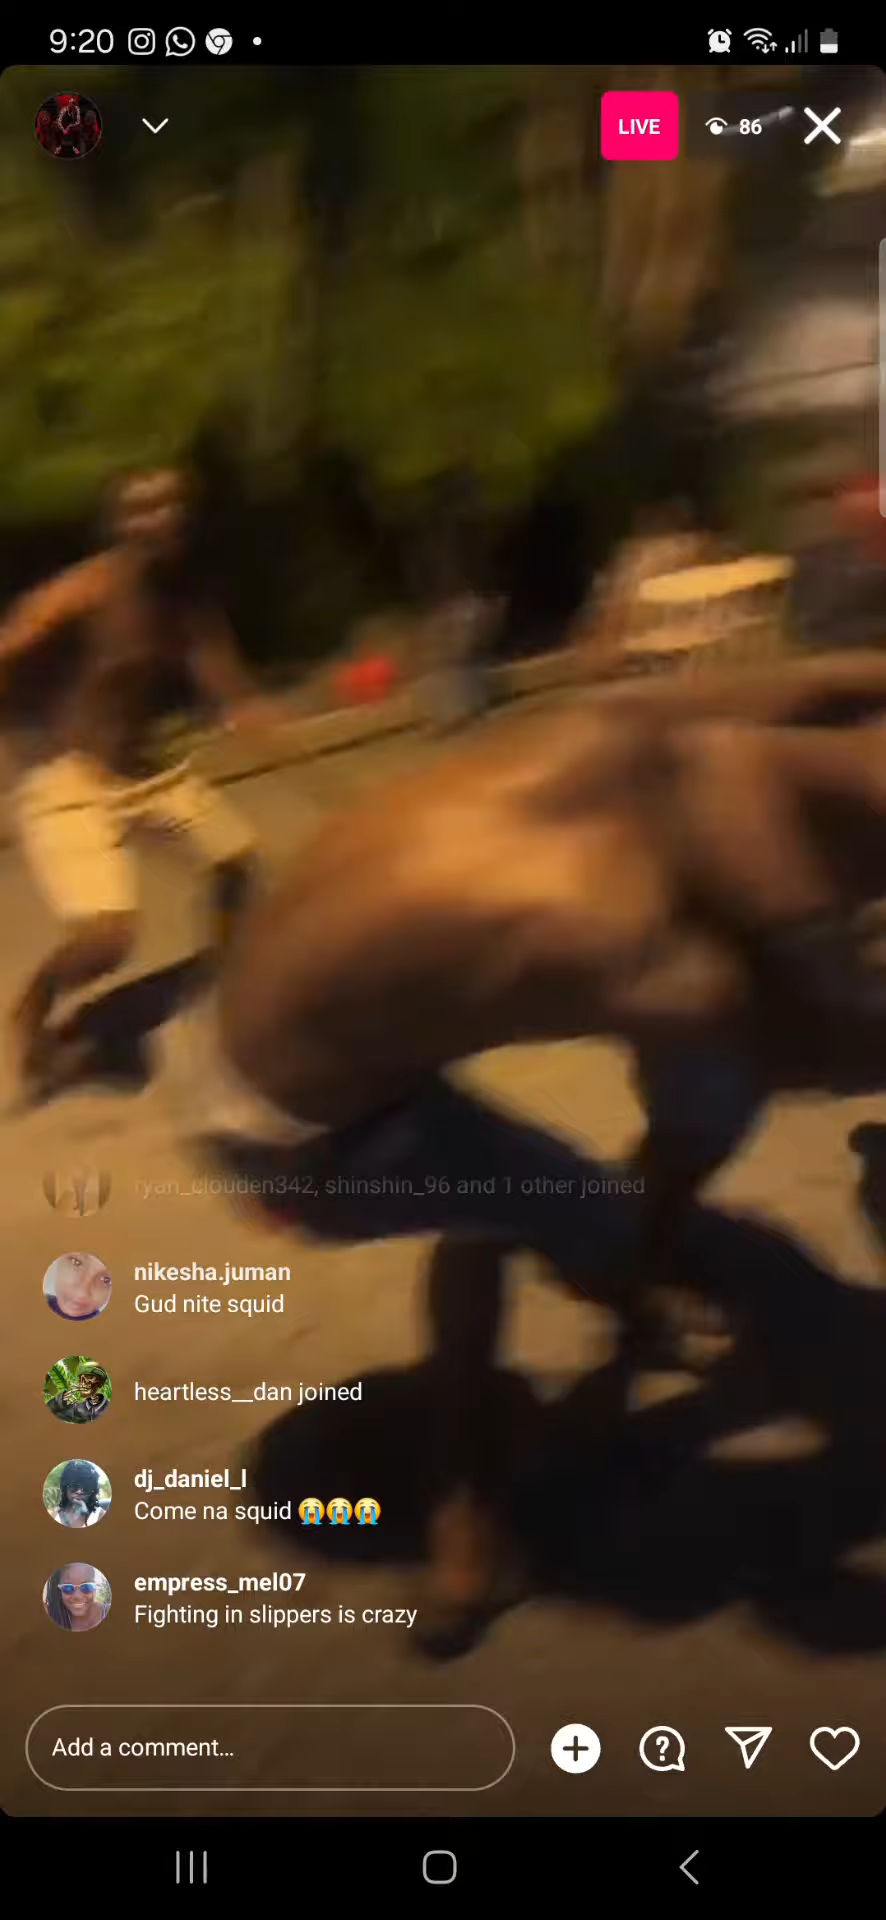 9:20
LIVE
86
ryan_clouden342, shinshin_96 and 1 other joined
nikesha.juman
Gud nite squid
heartless__dan joined
dj_daniel_l
Come na squid 😭😭😭
empress_mel07
Fighting in slippers is crazy
Add a comment...